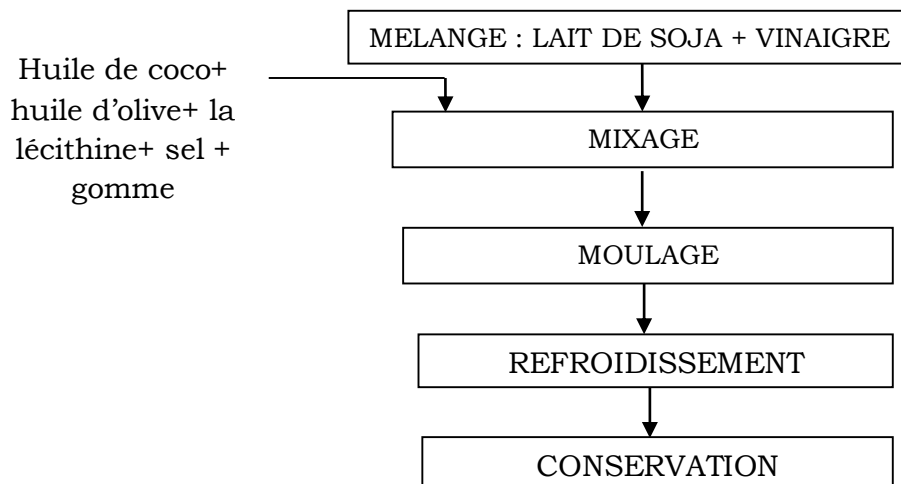 MELANGE : LAIT DE SOJA + VINAIGRE
Huile de coco+
huile d’olive+ la
lécithine+ sel +
gomme
MIXAGE
MOULAGE
REFROIDISSEMENT
CONSERVATION